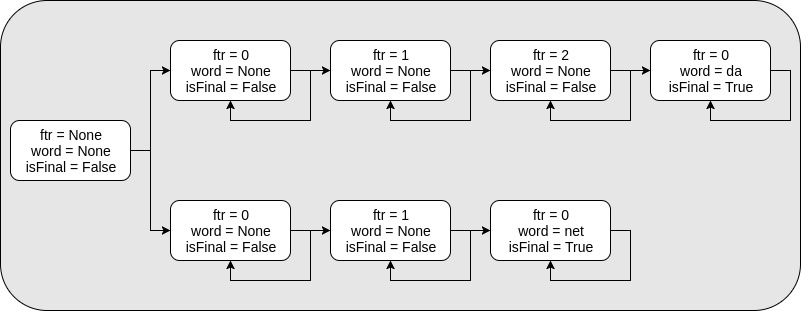 ftr = 0
word = None
isFinal = False
ftr = 1
word = None
isFinal = False
ftr = 2
word = None
isFinal = False
ftr = 0
word = da
isFinal = True
ftr = None
word = None
isFinal = False
ftr = 0
word = None
isFinal = False
ftr = 1
word = None
isFinal = False
ftr = 0
word = net
isFinal = True